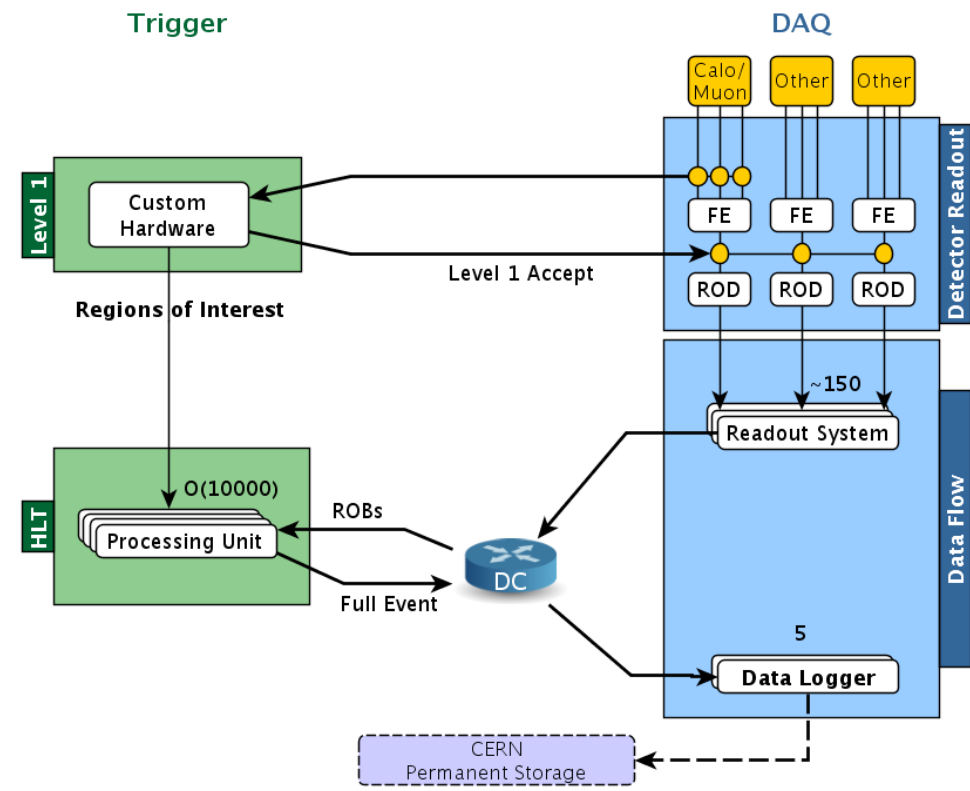 Trigger
DAQ
Calo/
Muon
Other
Other
Level 1
Custom
Hardware
FE
FE
FE
Level 1 Accept
ROD
ROD
ROD
Detector Readout
Regions of Interest
~150
Readout System
HLT
O(10000)
Processing Unit
ROBs
Full Event
DC
Data Flow
5
Data Logger
CERN
Permanent Storage